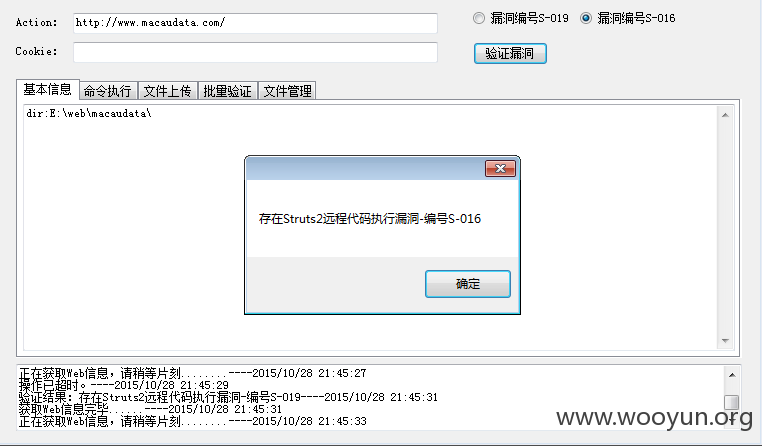 Action: http://www.macaudata.com/ 漏洞编号S-019 漏洞编号S-016
Cookie: 验证漏洞
基本信息 命令执行 文件上传 批量验证 文件管理
dir:E:\web\macaudata\
存在Struts2远程代码执行漏洞-编号S-016
确定
正在获取Web信息，请稍等片刻........----2015/10/28 21:45:27
操作已超时。----2015/10/28 21:45:29
验证结果：存在Struts2远程代码执行漏洞-编号S-019----2015/10/28 21:45:31
获取Web信息完毕......----2015/10/28 21:45:31
正在获取Web信息，请稍等片刻........----2015/10/28 21:45:33
www.wooyun.org